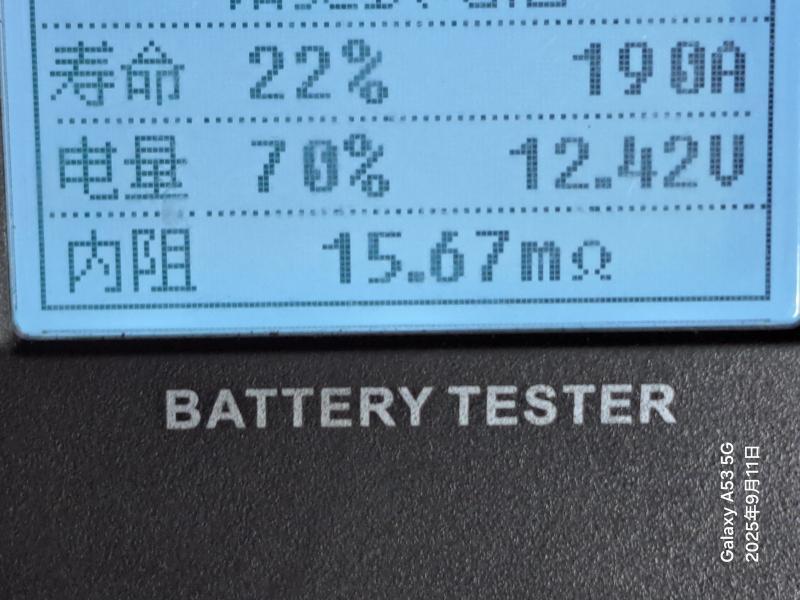 寿命 22% 190A
电量 70% 12.42V
内阻 15.67mΩ
BATTERY TESTER
Galaxy A53 5G
2025年9月11日